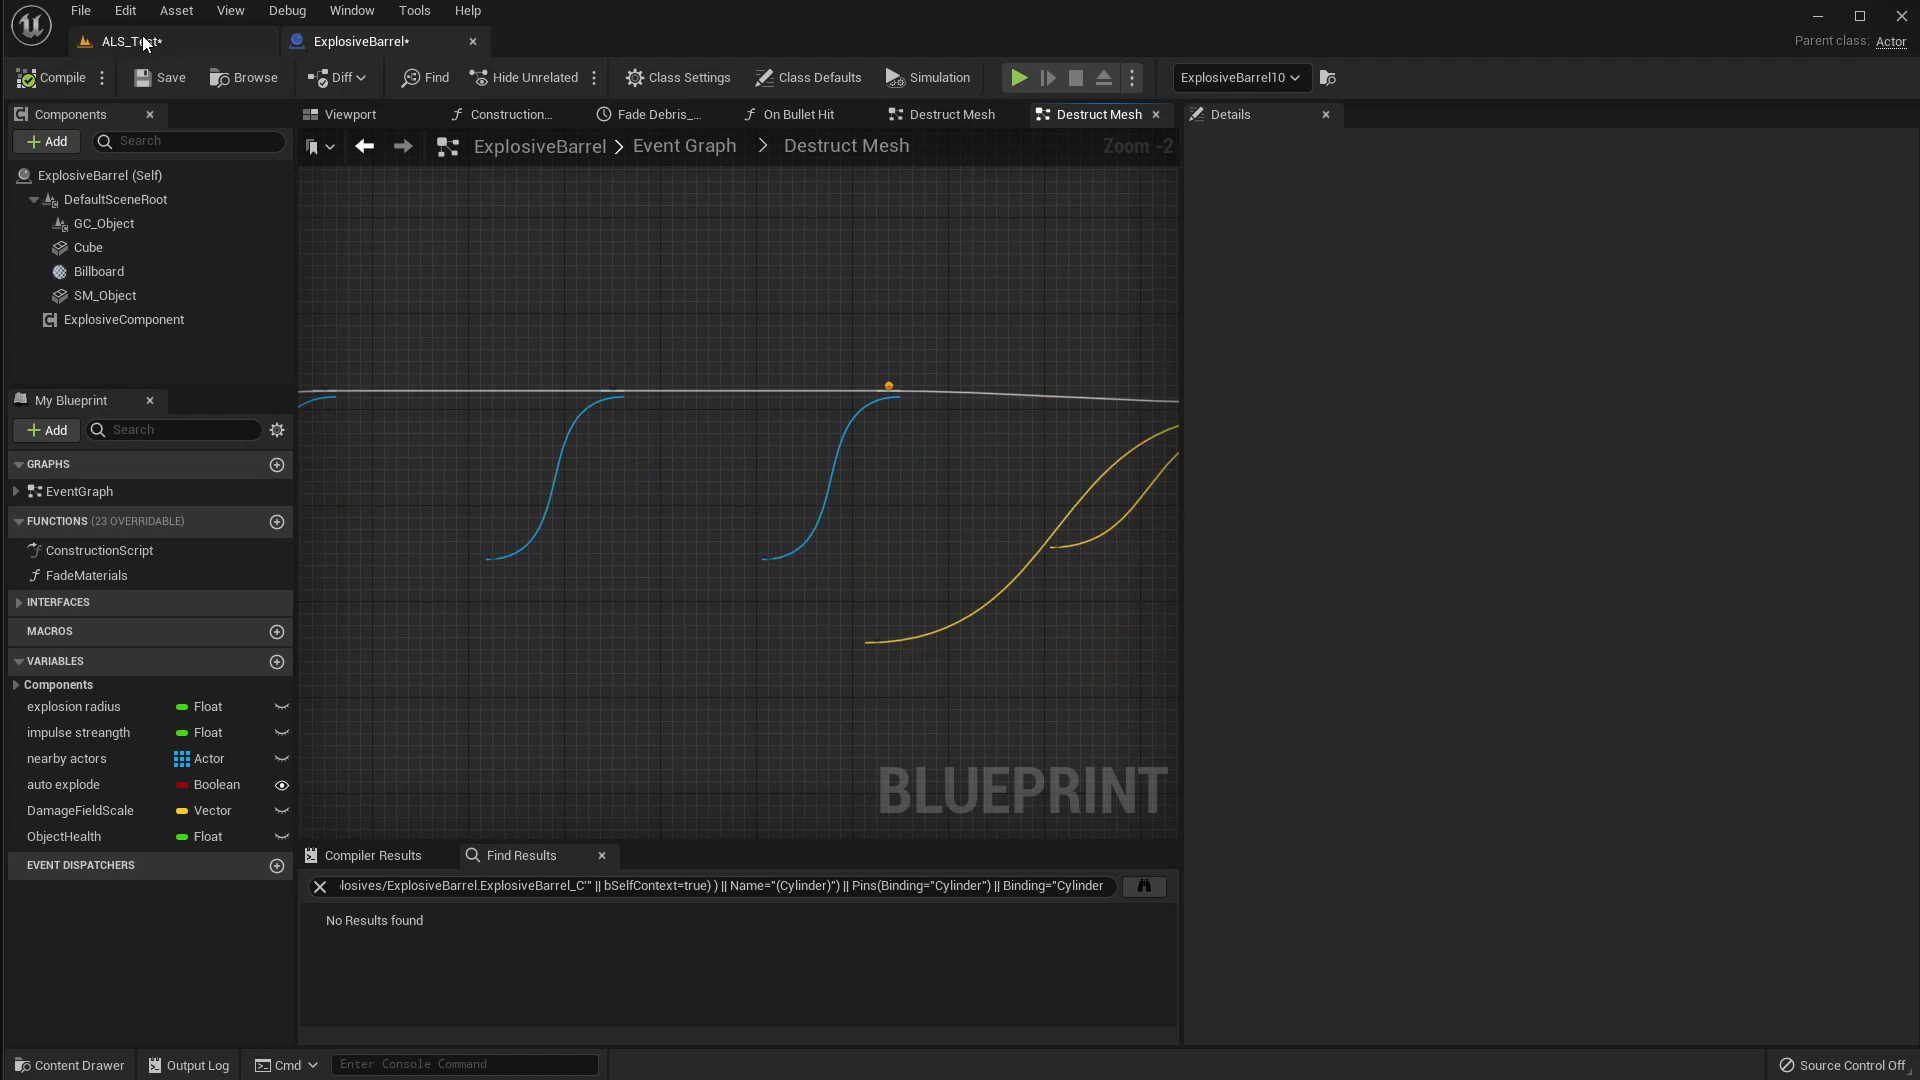 File Edit Asset View Debug Window Tools Help
ALS_Test* ExplosiveBarrel*
Parent class: Actor
Compile Save Browse Diff Find Hide Unrelated Class Settings Class Defaults Simulation ExplosiveBarrel10
Components
Add Search
ExplosiveBarrel (Self)
DefaultSceneRoot
GC_Object
Cube
Billboard
SM_Object
ExplosiveComponent
My Blueprint
Add Search
GRAPHS
EventGraph
FUNCTIONS (23 OVERRIDABLE)
ConstructionScript
FadeMaterials
INTERFACES
MACROS
VARIABLES
Components
explosion radius Float
impulse streangth Float
nearby actors Actor
auto explode Boolean
DamageFieldScale Vector
ObjectHealth Float
EVENT DISPATCHERS
Viewport Construction... Fade Debris_... On Bullet Hit Destruct Mesh Destruct Mesh
ExplosiveBarrel > Event Graph > Destruct Mesh Zoom -2
BLUEPRINT
Compiler Results Find Results
losives/ExplosiveBarrel.ExplosiveBarrel_C'" || bSelfContext=true) ) || Name="(Cylinder)") || Pins(Binding="Cylinder") || Binding="Cylinder
No Results found
Details
Content Drawer Output Log Cmd Enter Console Command Source Control Off